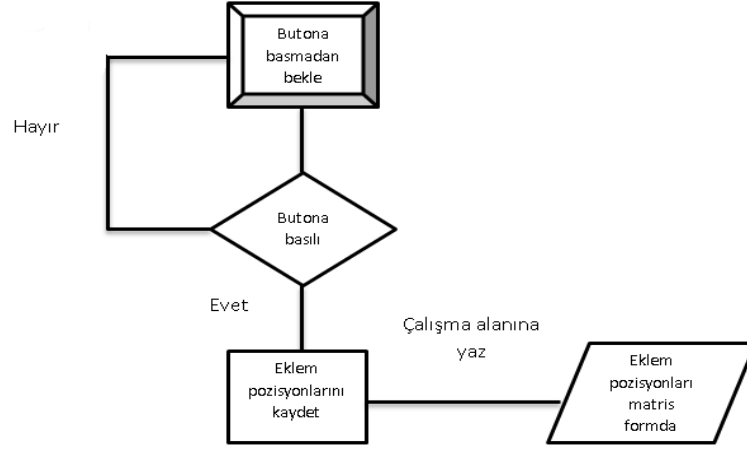 Butona
basmadan
bekle
Hayır
Butona
basılı
Evet
Çalışma alanına
yaz
Eklem
pozisyonlarını
kaydet
Eklem
pozisyonları
matris
formda